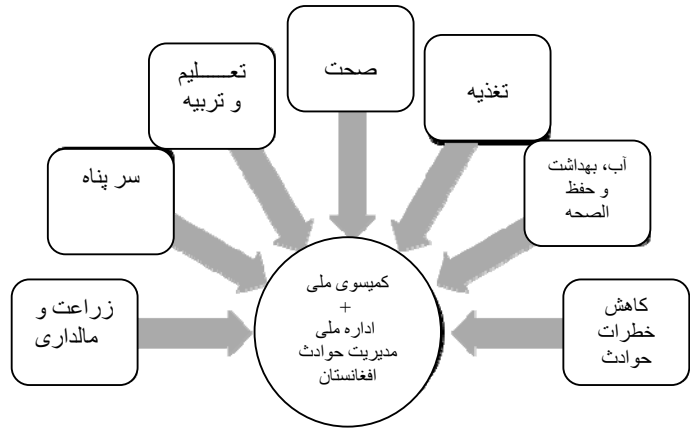 صحت
تعـــــلیم
و تربیه
تغذیه
سر پناه
آب، بهداشت
و حفظ
الصحه
زراعت و
مالداری
کمیسوی ملی
+
اداره ملی
مدیریت حوادث
افغانستان
کاهش
خطرات
حوادث